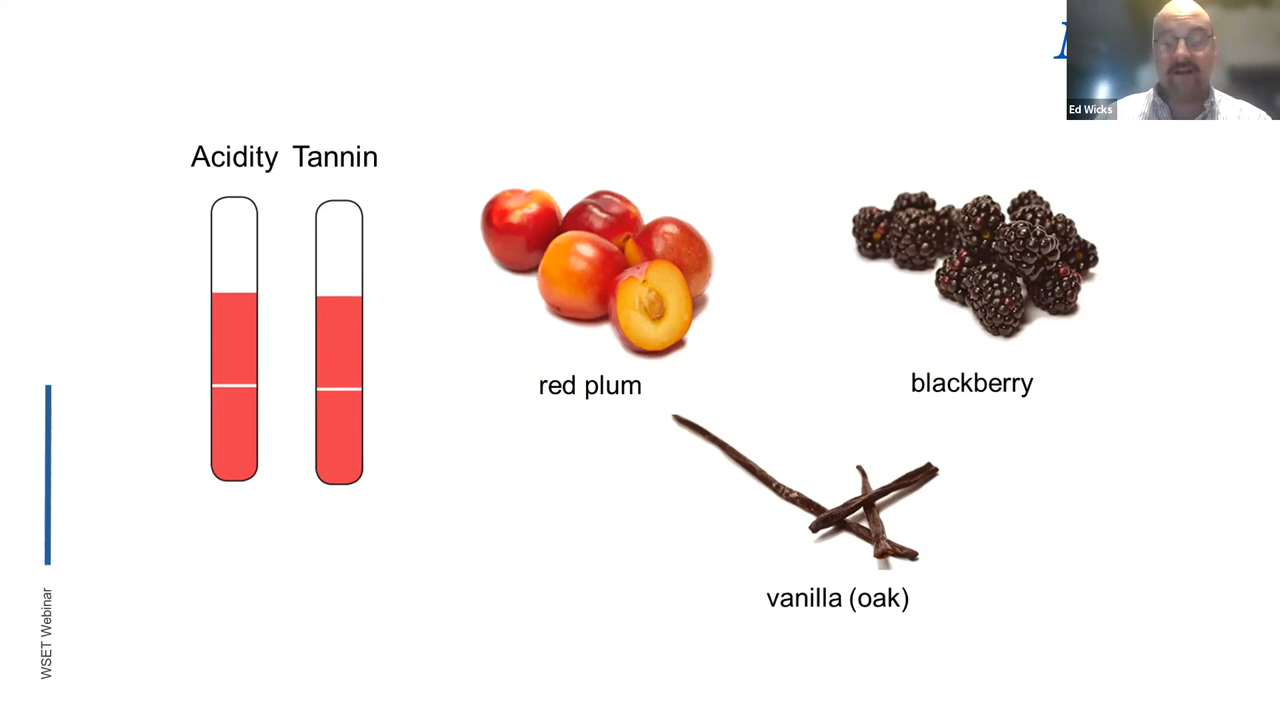 Ed Wicks
Acidity Tannin
red plum
blackberry
vanilla (oak)
WSET Webinar